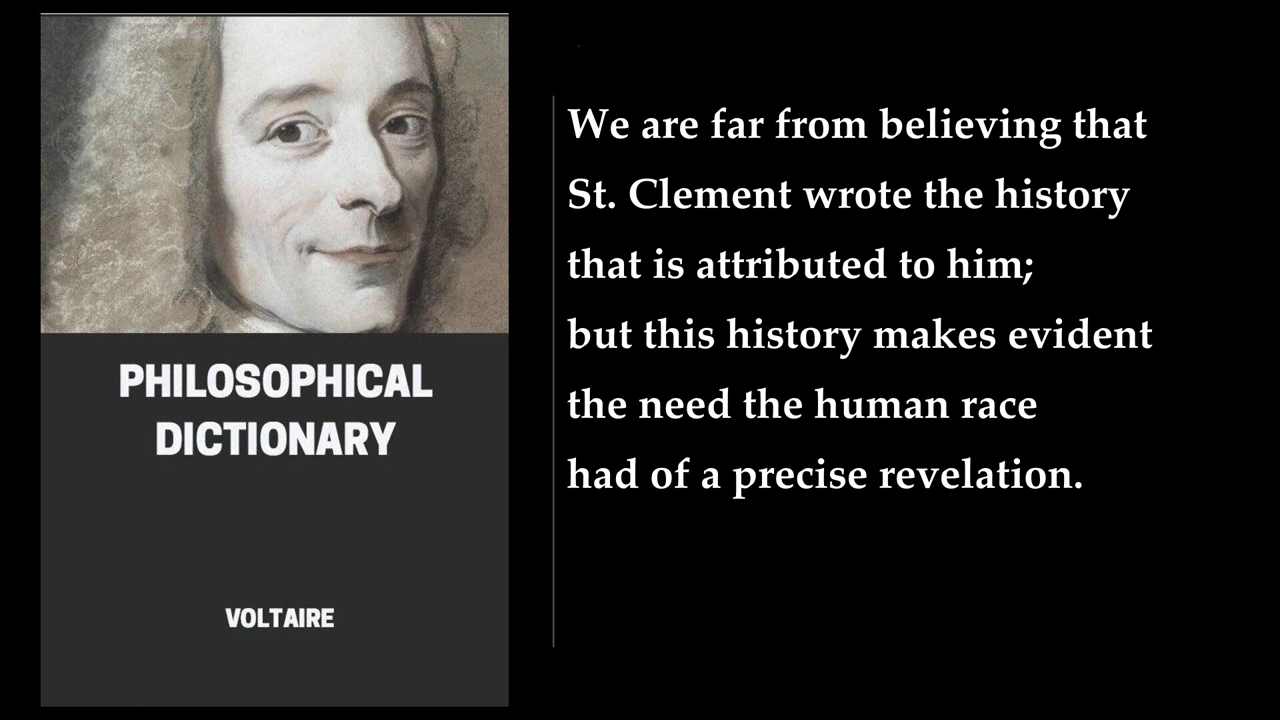 PHILOSOPHICAL
DICTIONARY
VOLTAIRE
We are far from believing that
St. Clement wrote the history
that is attributed to him;
but this history makes evident
the need the human race
had of a precise revelation.